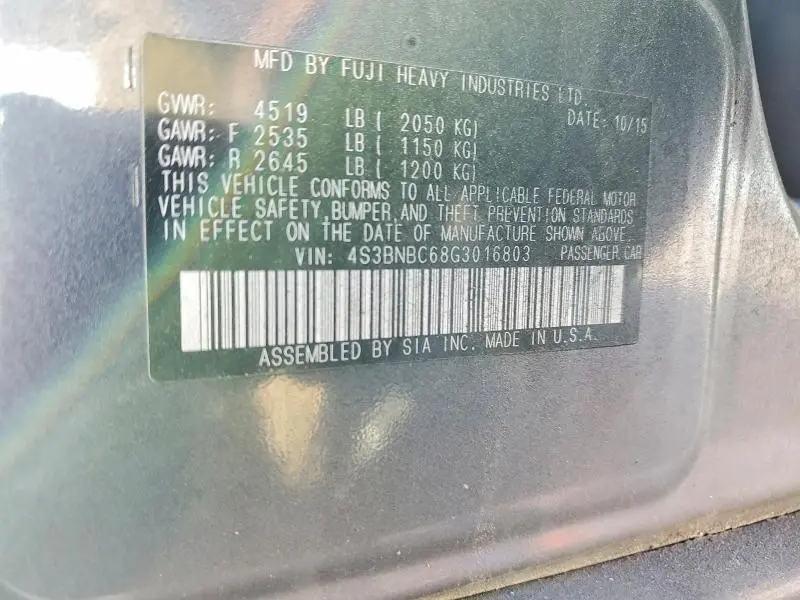 MFD BY FUJI HEAVY INDUSTRIES LTD.
GVWR: 4519 LB ( 2050 KG) DATE: 10/15
GAWR: F 2535 LB ( 1150 KG)
GAWR: R 2645 LB ( 1200 KG)
THIS VEHICLE CONFORMS TO ALL APPLICABLE FEDERAL MOTOR
VEHICLE SAFETY, BUMPER, AND THEFT PREVENTION STANDARDS
IN EFFECT ON THE DATE OF MANUFACTURE SHOWN ABOVE.
VIN: 4S3BNBC68G3016803 PASSENGER CAR
ASSEMBLED BY SIA INC. MADE IN U.S.A.